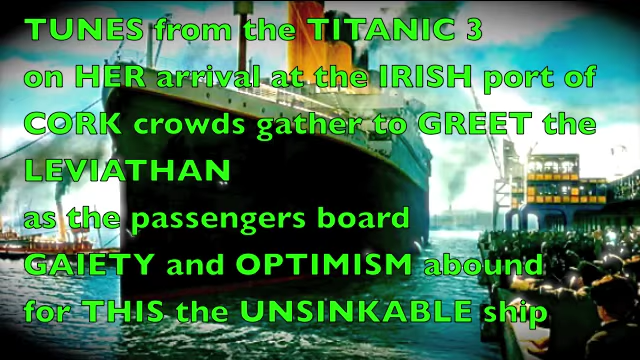 TUNES from the TITANIC 3
on HER arrival at the IRISH port of
CORK crowds gather to GREET the
LEVIATHAN
as the passengers board
GAIETY and OPTIMISM abound
for THIS the UNSINKABLE ship